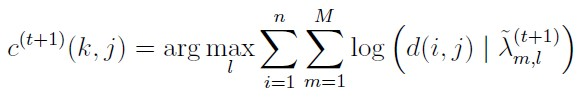 c^{(t+1)}(k, j) = \arg\max_{l} \sum_{i=1}^{n} \sum_{m=1}^{M} \log \left( d(i, j) \mid \tilde{\lambda}_{m,l}^{(t+1)} \right)